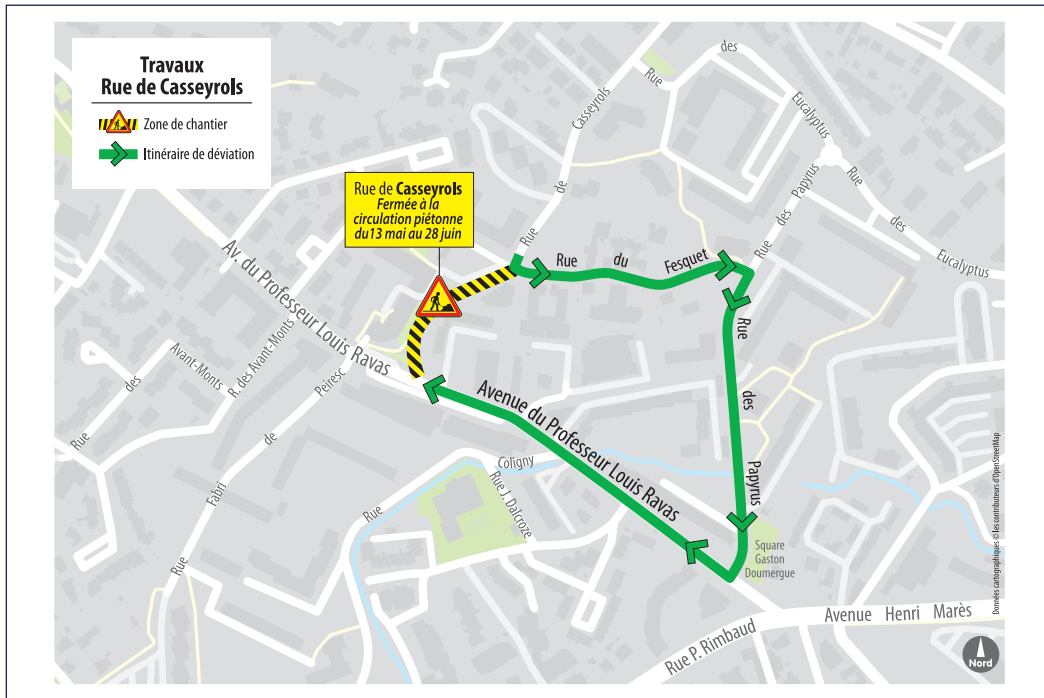 Travaux
Rue de Casseyrols
Zone de chantier
Itinéraire de déviation
Rue de Casseyrols
Fermée à la
circulation piétonne
du13 mai au 28 juin
Rue de Casseyrols
Rue des Eucalyptus
Rue des Eucalyptus
Rue des Papyrus
Rue du Fesquet
Rue des Papyrus
Av. du Professeur Louis Ravas
Avenue du Professeur Louis Ravas
Rue des Avant-Monts
R. des Avant-Monts
Rue Fabri de Peiresc
Rue Coligny
Rue J. Dalcroze
Square
Gaston
Doumergue
Rue P. Rimbaud
Avenue Henri Marès
Données cartographiques © les contributeurs d'OpenStreetMap
Nord